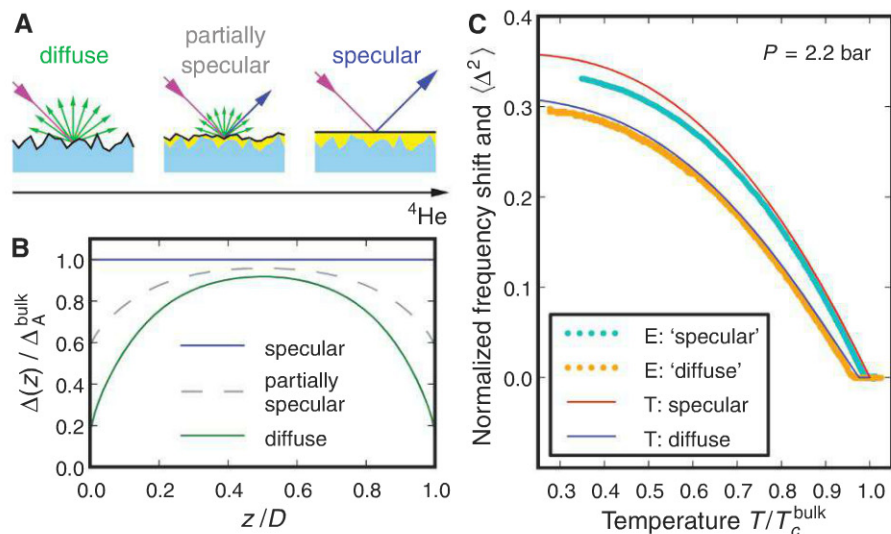 A
diffuse
partially
specular
specular
⁴He
B
Δ(z) / Δ_A^bulk
1.0
0.8
0.6
0.4
0.2
0.0
specular
partially
specular
diffuse
0.0 0.2 0.4 0.6 0.8 1.0
z/D
C
Normalized frequency shift and ⟨Δ²⟩
0.4
0.3
0.2
0.1
0.0
P = 2.2 bar
E: ‘specular’
E: ‘diffuse’
T: specular
T: diffuse
0.3 0.4 0.5 0.6 0.7 0.8 0.9 1.0
Temperature T/T_c^bulk